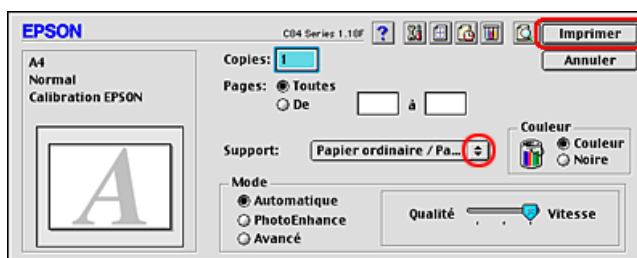 EPSON
C84 Series 1.10F ? Imprimer
A4
Normal
Calibration EPSON
Copies: 1
Annuler
Pages: Toutes
De à
Support: Papier ordinaire / Pa...
Couleur
Couleur
Noire
A
Mode
Automatique
PhotoEnhance
Avancé
Qualité Vitesse